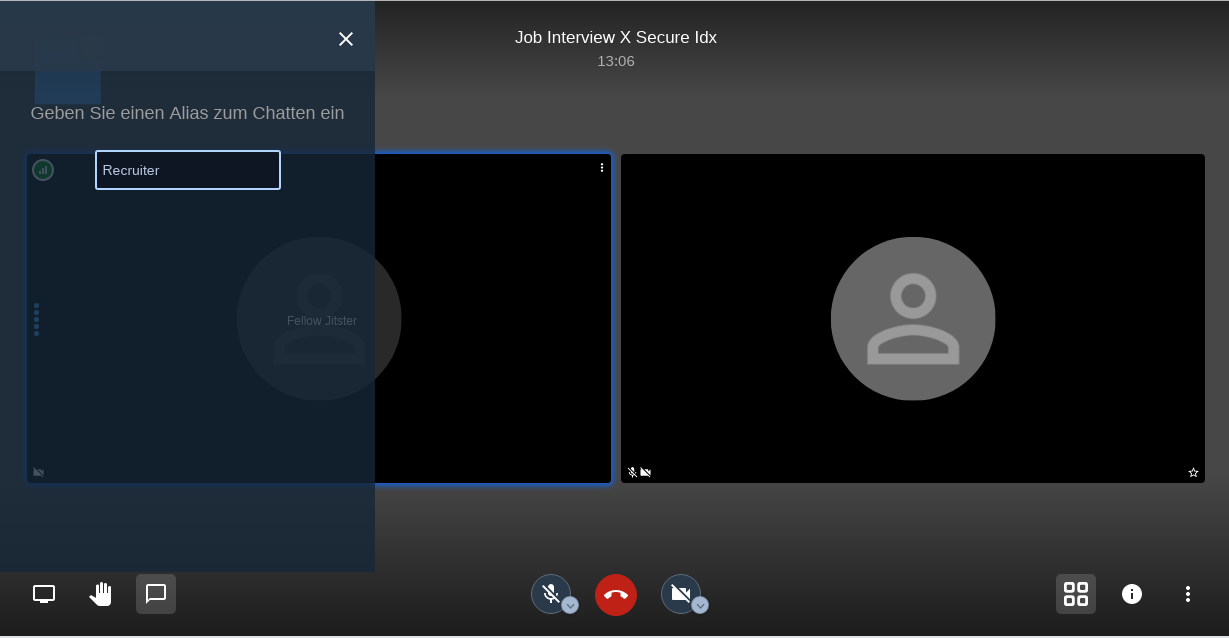 Job Interview X Secure Idx
13:06
Geben Sie einen Alias zum Chatten ein
Recruiter
Fellow Jitster